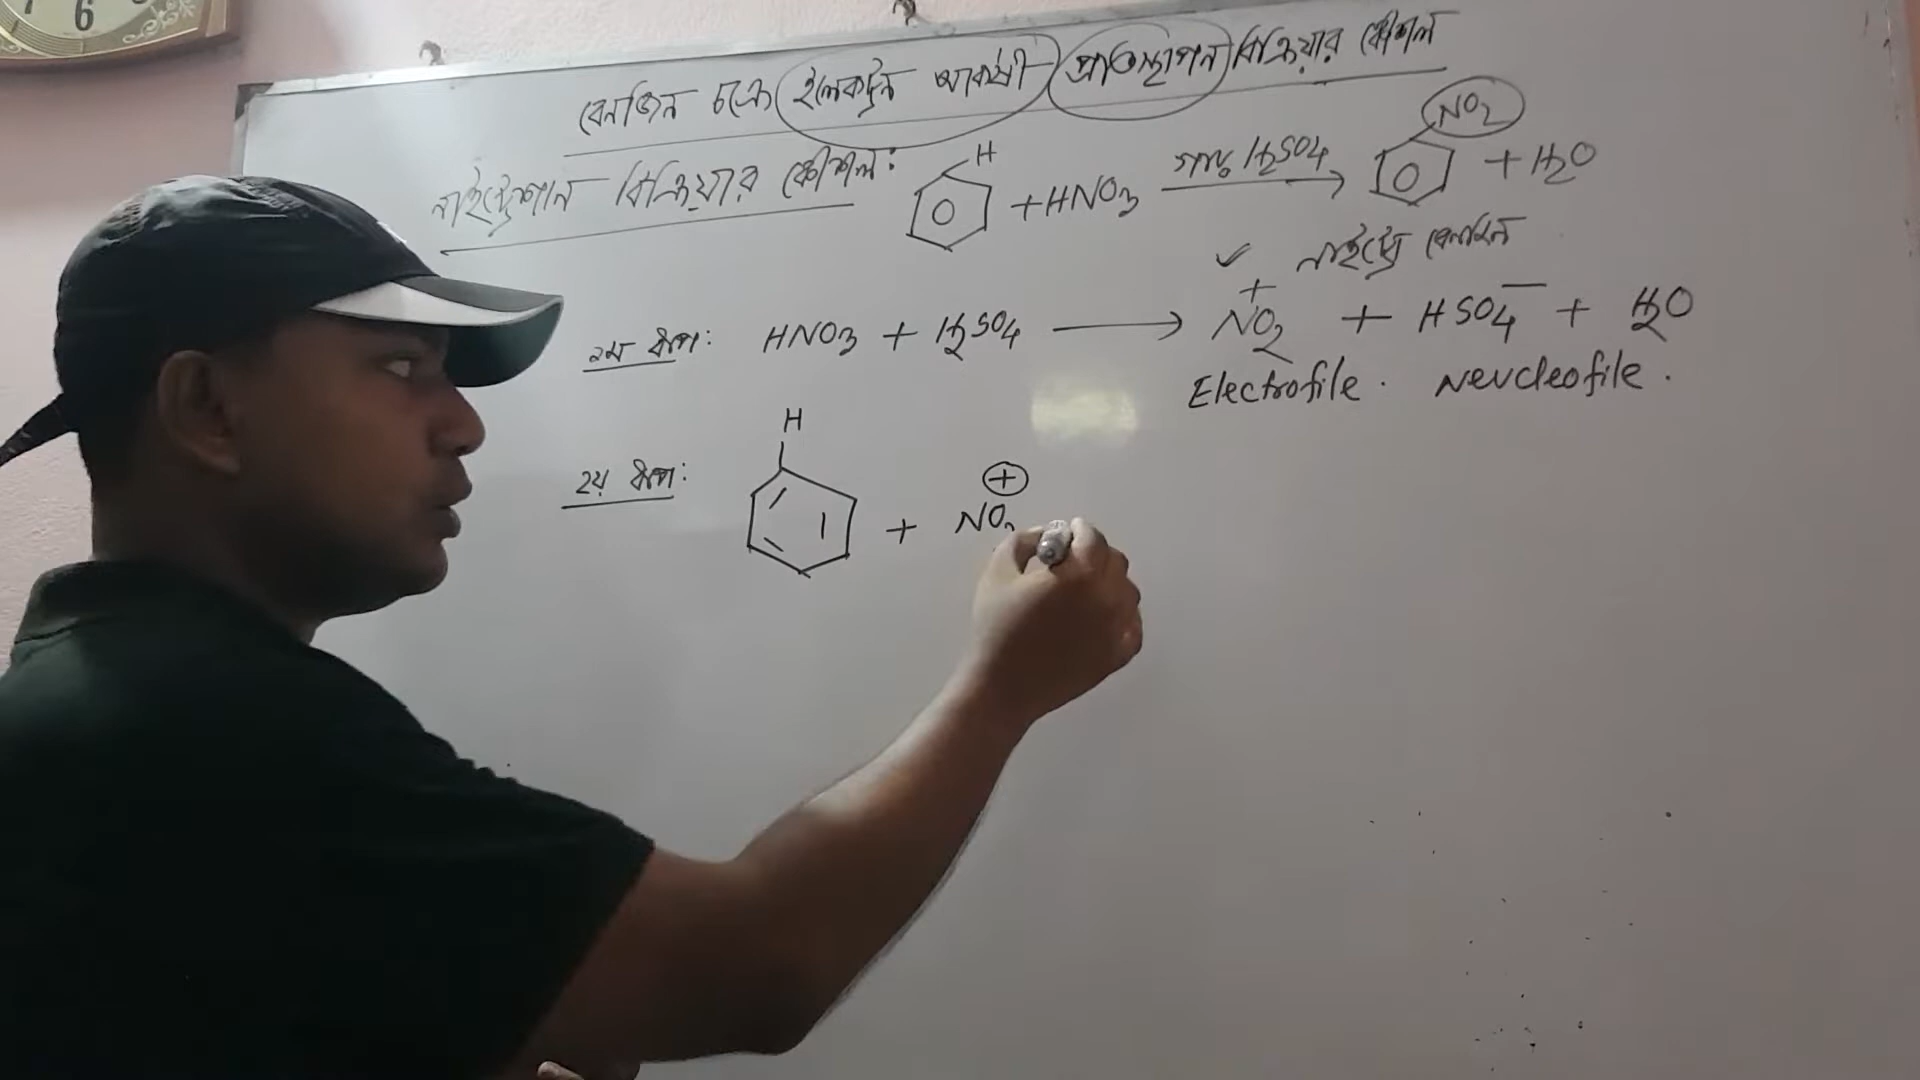 বেনজিন চক্রে ইলেকট্রন আকর্ষী প্রতিস্থাপন বিক্রিয়ার কৌশল
নাইট্রেশান বিক্রিয়ার কৌশল: H + HNO3 গাঢ় H2SO4 → NO2 + H2O
নাইট্রো বেনজিন
১ম ধাপ: HNO3 + H2SO4 → NO2+ + HSO4– + H2O
Electrofile. Neucleofile.
২য় ধাপ: H + NO2 +
6